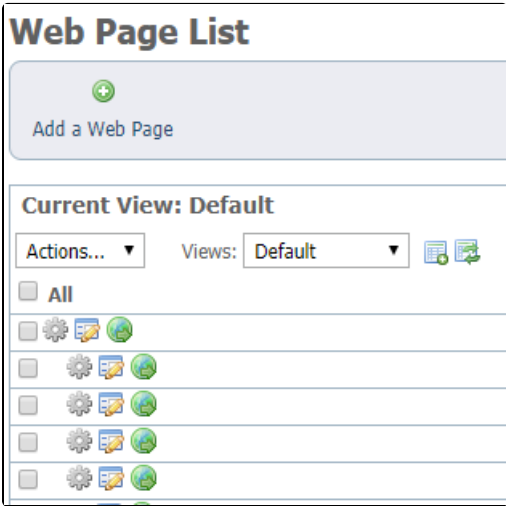 Web Page List
Add a Web Page
Current View: Default
Actions... Views: Default
All